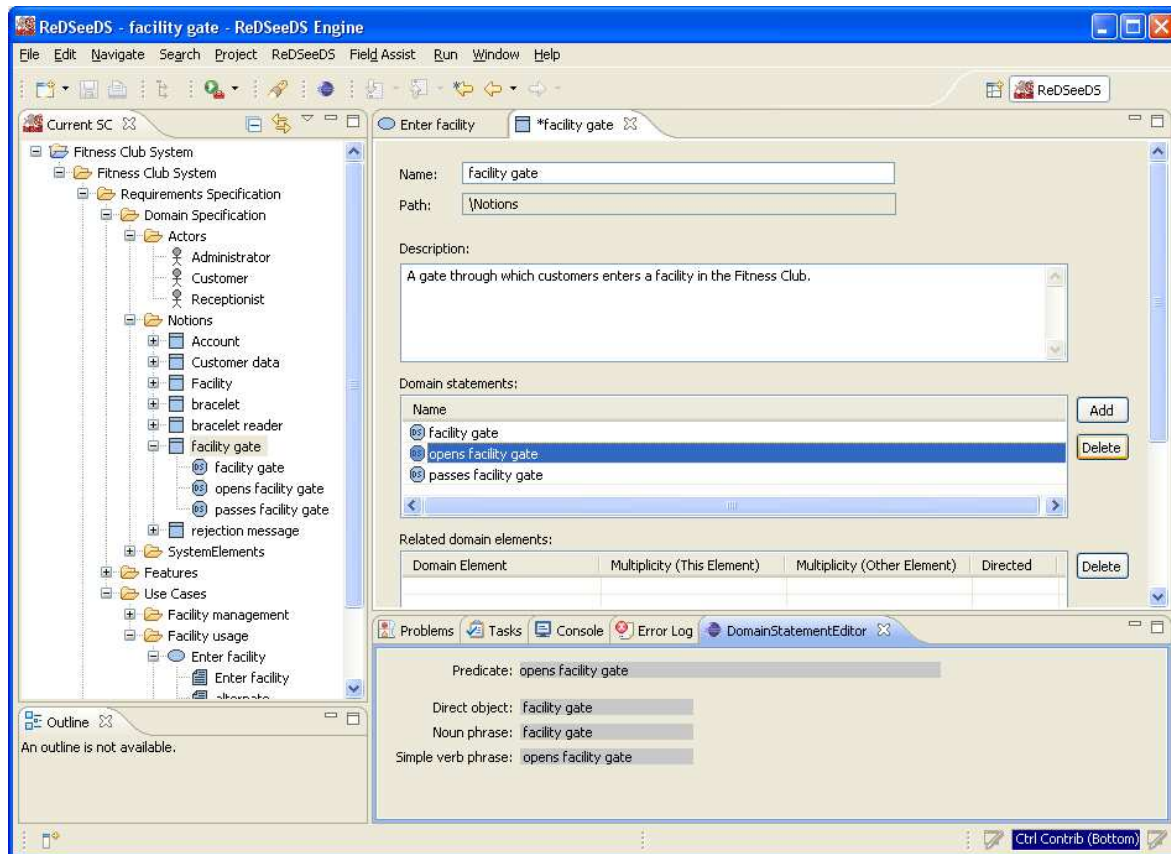 ReDSeeDS - facility gate - ReDSeeDS Engine
File Edit Navigate Search Project ReDSeeDS Field Assist Run Window Help
ReDSeeDS
Current SC
Fitness Club System
Fitness Club System
Requirements Specification
Domain Specification
Actors
Administrator
Customer
Receptionist
Notions
Account
Customer data
Facility
bracelet
bracelet reader
facility gate
facility gate
opens facility gate
passes facility gate
rejection message
SystemElements
Features
Use Cases
Facility management
Facility usage
Enter facility
Enter facility
alternate
Outline
An outline is not available.
Enter facility *facility gate
Name: facility gate
Path: \Notions
Description:
A gate through which customers enters a facility in the Fitness Club.
Domain statements:
Name
Add
DS facility gate
DS opens facility gate
Delete
DS passes facility gate
Related domain elements:
Domain Element Multiplicity (This Element) Multiplicity (Other Element) Directed Delete
Problems Tasks Console Error Log DomainStatementEditor
Predicate: opens facility gate
Direct object: facility gate
Noun phrase: facility gate
Simple verb phrase: opens facility gate
Ctrl Contrib (Bottom)